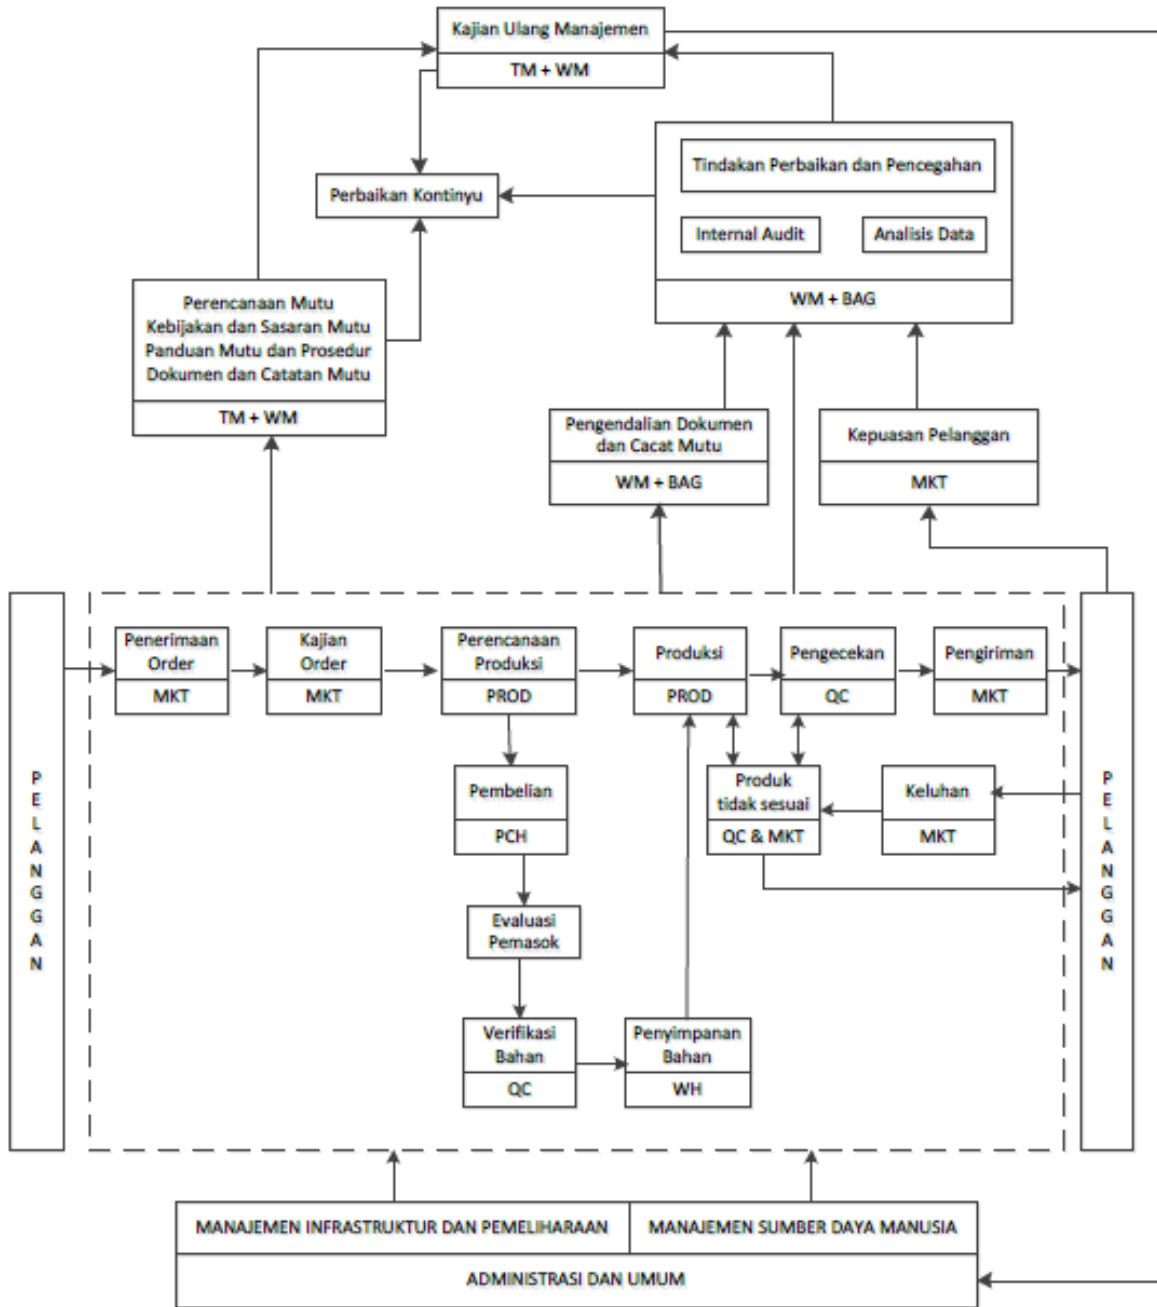 Kajian Ulang Manajemen
TM + WM
Tindakan Perbaikan dan Pencegahan
Perbaikan Kontinyu
Internal Audit
Analisis Data
WM + BAG
Perencanaan Mutu
Kebijakan dan Sasaran Mutu
Panduan Mutu dan Prosedur
Dokumen dan Catatan Mutu
TM + WM
Pengendalian Dokumen
dan Cacat Mutu
WM + BAG
Kepuasan Pelanggan
MKT
PELANGGAN
Penerimaan
Order
MKT
Kajian
Order
MKT
Perencanaan
Produksi
PROD
Produksi
PROD
Pengecekan
QC
Pengiriman
MKT
Pembelian
PCH
Produk
tidak sesuai
QC & MKT
Keluhan
MKT
PELANGGAN
Evaluasi
Pemasok
Verifikasi
Bahan
QC
Penyimpanan
Bahan
WH
MANAJEMEN INFRASTRUKTUR DAN PEMELIHARAAN
MANAJEMEN SUMBER DAYA MANUSIA
ADMINISTRASI DAN UMUM